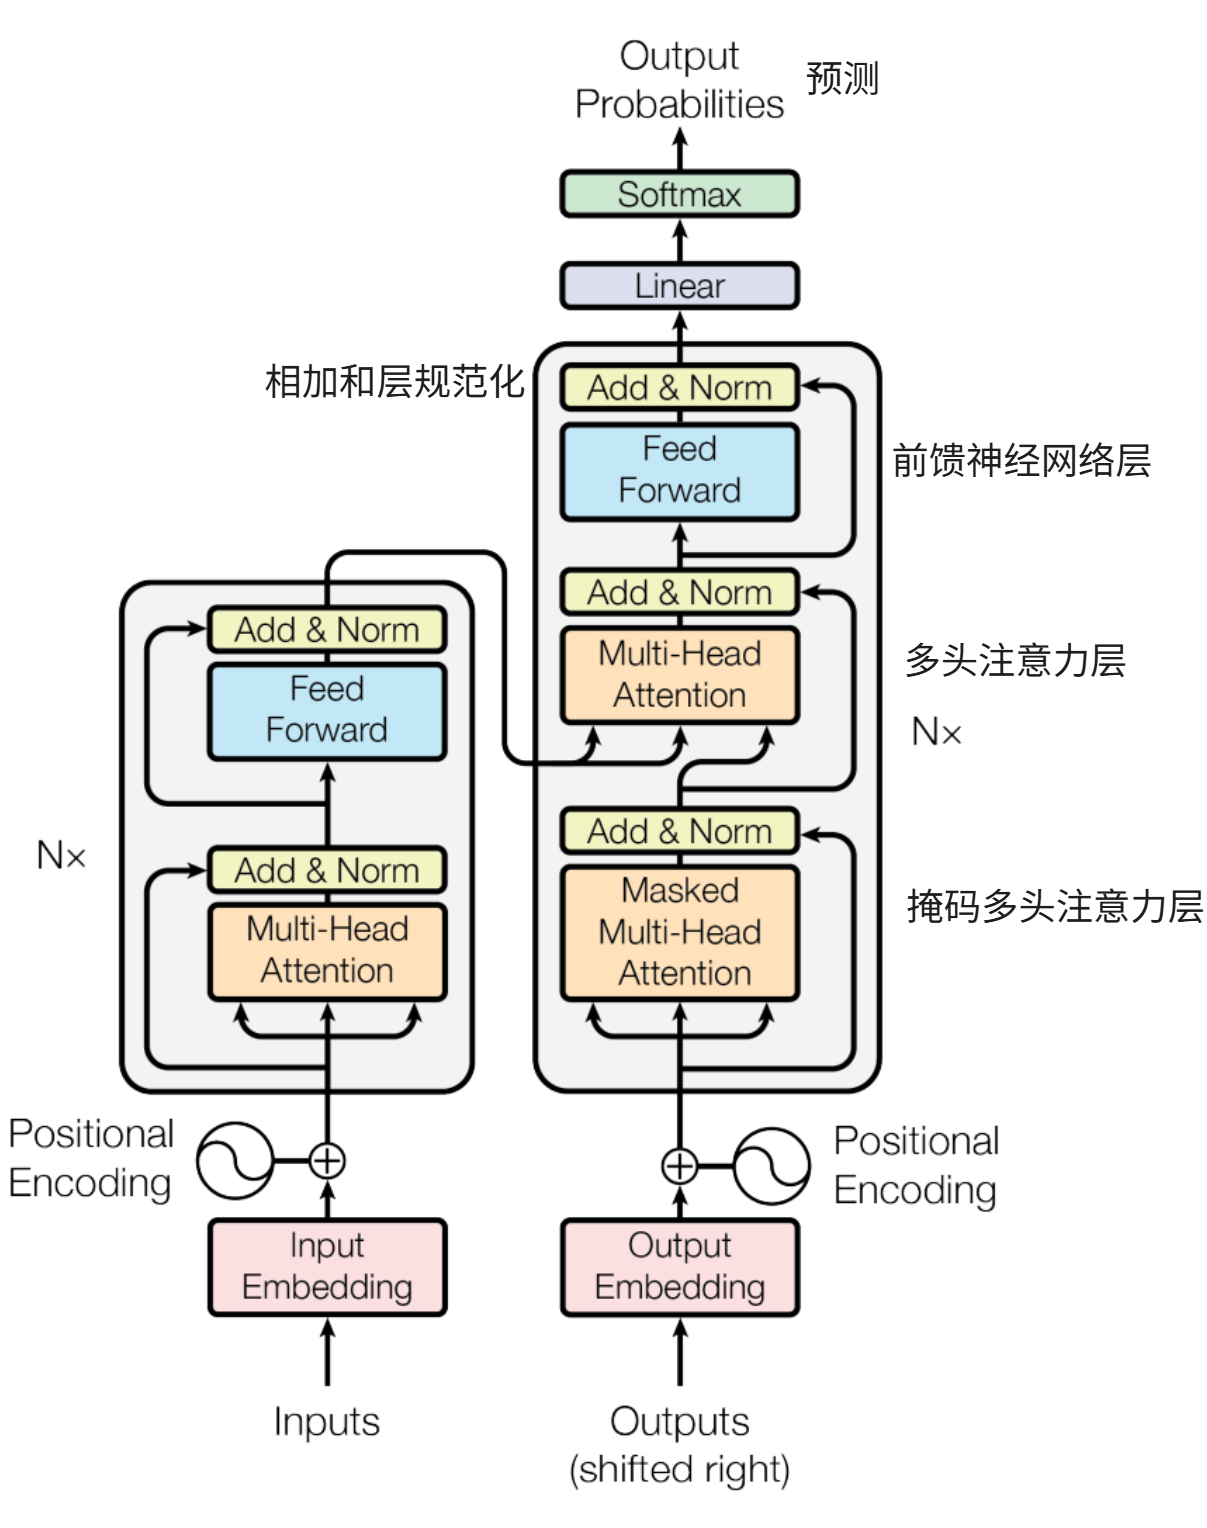 Output
Probabilities
预测
Softmax
Linear
相加和层规范化
Add & Norm
Feed
Forward
前馈神经网络层
Add & Norm
Multi-Head
Attention
多头注意力层
N×
Add & Norm
Masked
Multi-Head
Attention
掩码多头注意力层
Add & Norm
Feed
Forward
N×
Add & Norm
Multi-Head
Attention
Positional
Encoding
Positional
Encoding
Input
Embedding
Output
Embedding
Inputs
Outputs
(shifted right)